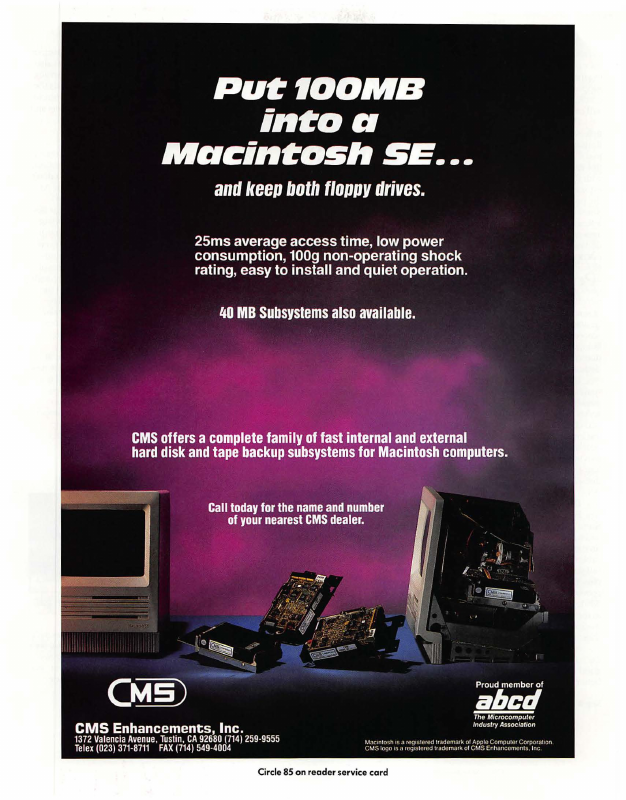 Put 100MB
into a
Macintosh SE...
and keep both floppy drives.
25ms average access time, low power
consumption, 100g non-operating shock
rating, easy to install and quiet operation.
40 MB Subsystems also available.
CMS offers a complete family of fast internal and external
hard disk and tape backup subsystems for Macintosh computers.
Call today for the name and number
of your nearest CMS dealer.
CMS
CMS Enhancements, Inc.
1372 Valencia Avenue, Tustin, CA 92680 (714) 259-9555
Telex (023) 371-8711 FAX (714) 549-4004
Proud member of
abcd
The Microcomputer
Industry Association
Macintosh is a registered trademark of Apple Computer Corporation.
CMS logo is a registered trademark of CMS Enhancements, Inc.
Circle 85 on reader service card